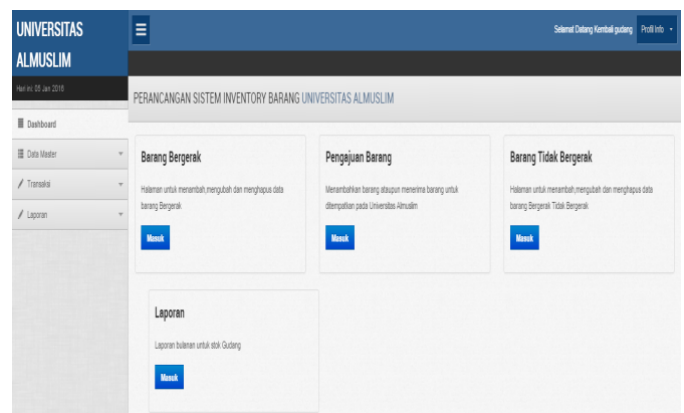 UNIVERSITAS
ALMUSLIM
Selamat Datang Kembali gudang
Profil Info
Hari ini: 05 Jan 2016
PERANCANGAN SISTEM INVENTORY BARANG UNIVERSITAS ALMUSLIM
Dashboard
Data Master
Transaksi
Laporan
Barang Bergerak
Halaman untuk menambah,mengubah dan menghapus data
barang Bergerak
Masuk
Pengajuan Barang
Menambahkan barang ataupun menerima barang untuk
ditempatlan pada Universitas Almuslim
Masuk
Barang Tidak Bergerak
Halaman untuk menambah,mengubah dan menghapus data
barang Bergerak Tidak Bergerak
Masuk
Laporan
Laporan bulanan untuk stok Gudang
Masuk